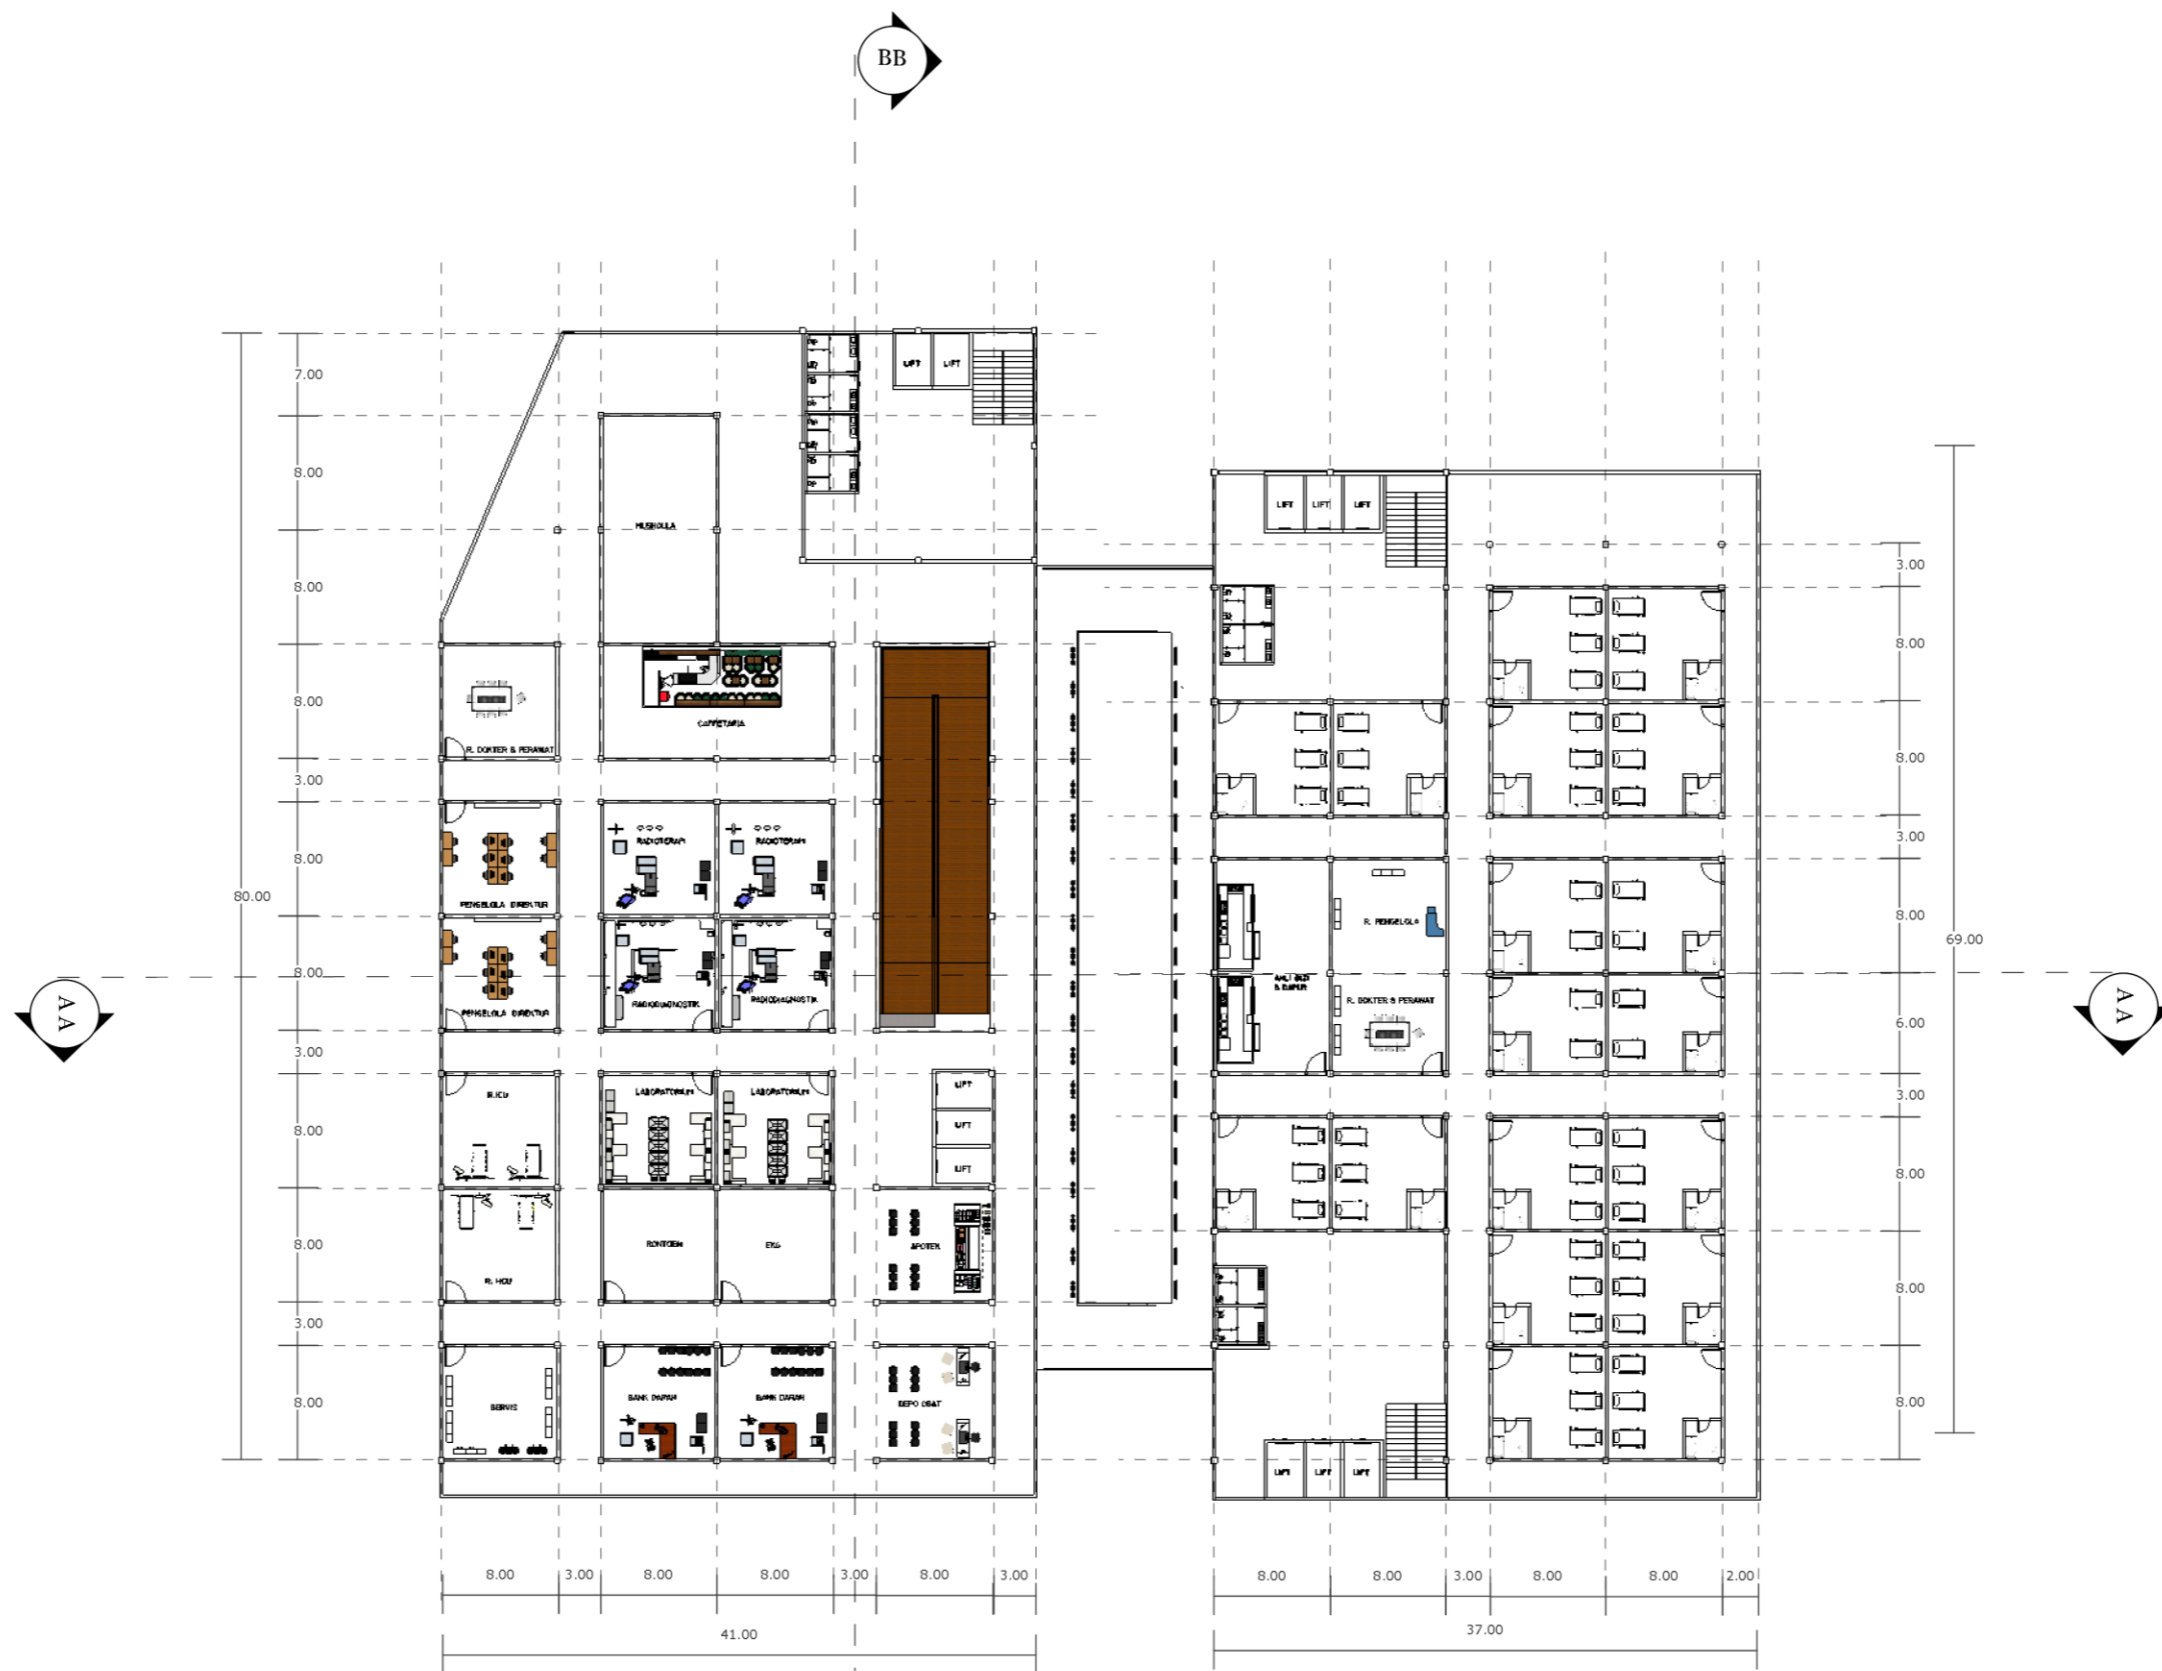 BB
LIFT LIFT
7.00
8.00
MUSHOLLA
LIFT LIFT LIFT
8.00
3.00
8.00
8.00
CAFFETARIA
R. DOKTER & PERAWAT
8.00
3.00
3.00
RADIOTERAPI RADIOTERAPI
8.00
80.00
PENGELOLA DIREKTUR
R. PENGELOLA
8.00
69.00
8.00
AHLI GIZI
& DAPUR
A A
RADIODIAGNOSTIK RADIODIAGNOSTIK
R. DOKTER & PERAWAT
A A
PENGELOLA DIREKTUR
6.00
3.00
LIFT
R.ICU
LABORATORIUM LABORATORIUM
3.00
LIFT
8.00
LIFT
8.00
8.00
RONTGEN
EKG
APOTEK
R. HCU
8.00
3.00
BANK DARAH BANK DARAH
DEPO OBAT
8.00
SERVIS
8.00
LIFT LIFT LIFT
8.00 3.00 8.00 8.00 3.00 8.00 3.00
8.00 8.00 3.00 8.00 8.00 2.00
41.00
37.00